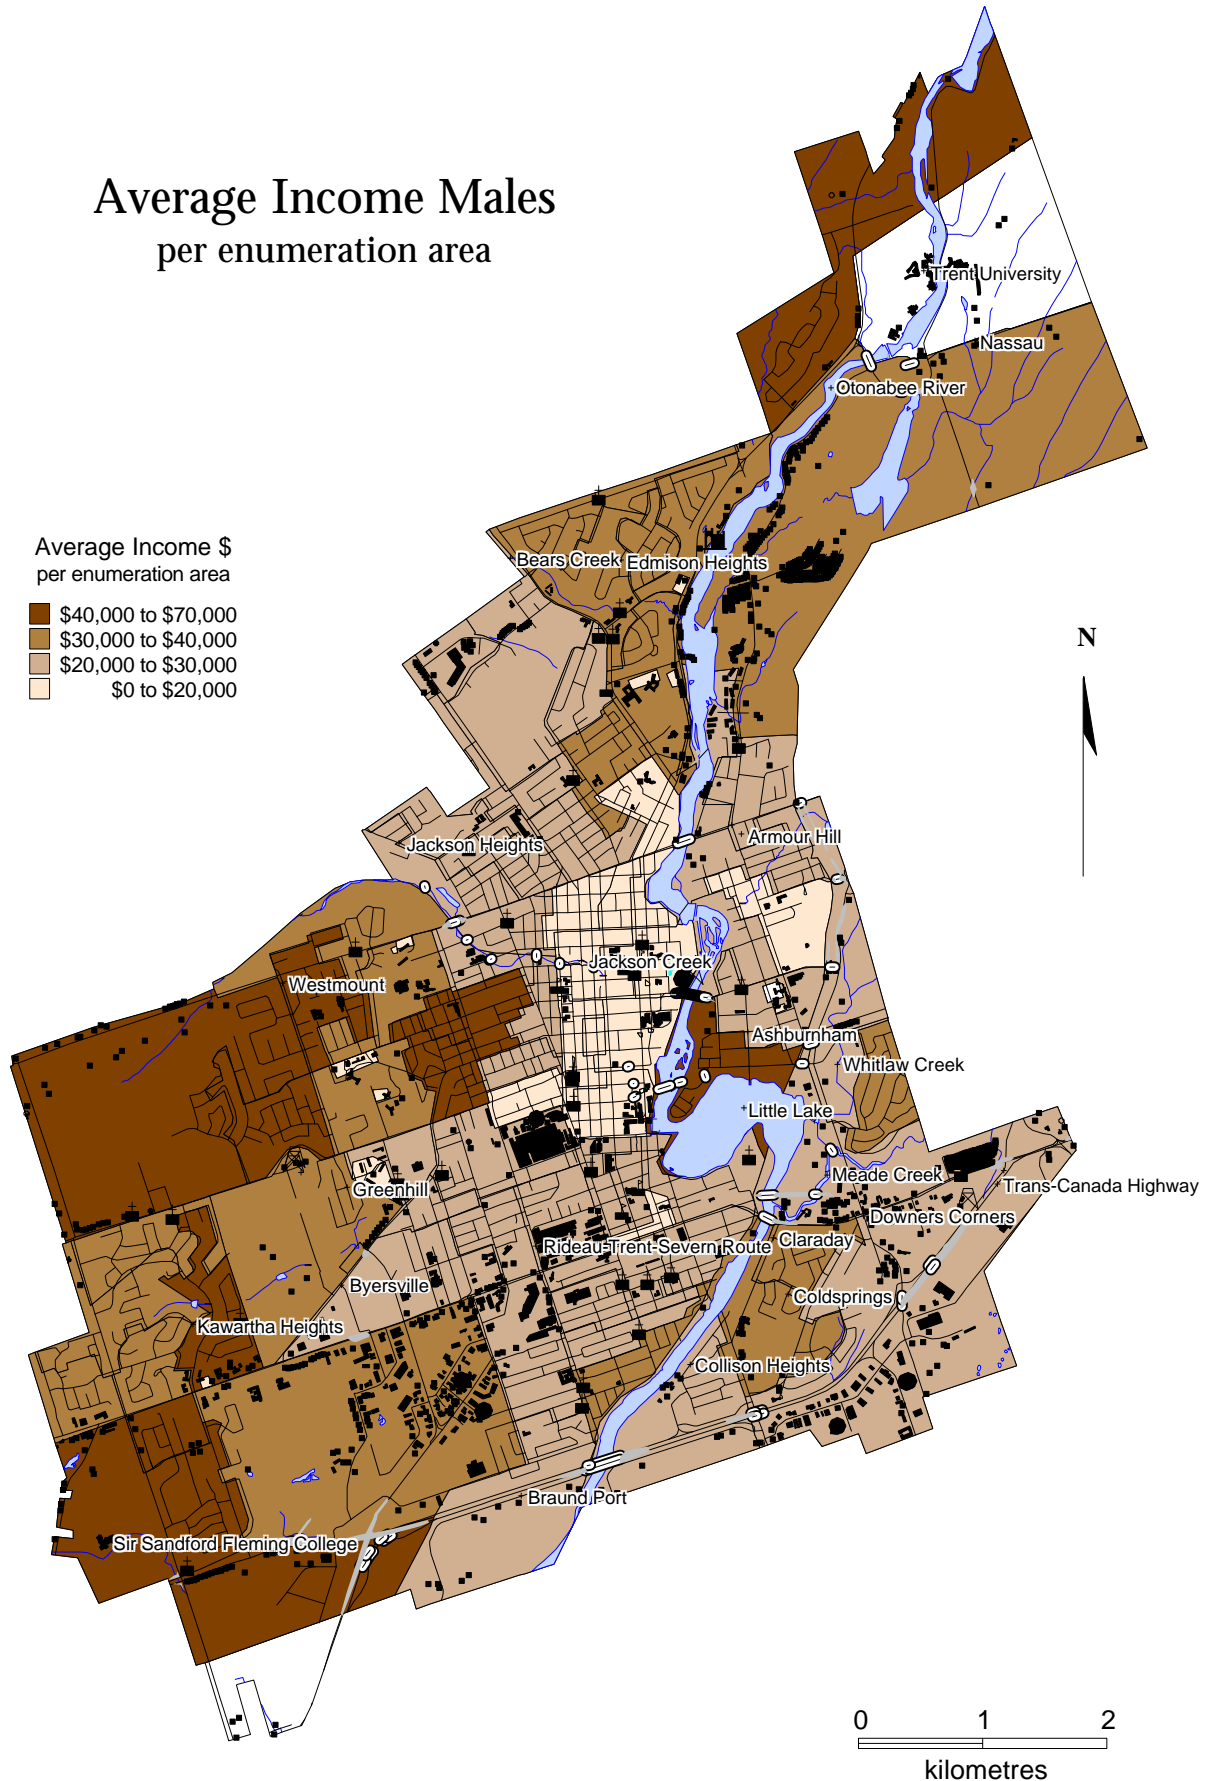 Average Income Males
per enumeration area
Trent University
Nassau
Otonabee River
Average Income $
per enumeration area
$40,000 to $70,000
$30,000 to $40,000
$20,000 to $30,000
$0 to $20,000
Bears Creek
Edmison Heights
N
Armour Hill
Jackson Heights
Jackson Creek
Westmount
Ashburnham
Whitlaw Creek
Little Lake
Meade Creek
Trans-Canada Highway
Greenhill
Downers Corners
Claraday
Rideau-Trent-Severn Route
Byersville
Coldsprings
Kawartha Heights
Collison Heights
Braund Port
Sir Sandford Fleming College
0 1 2
kilometres